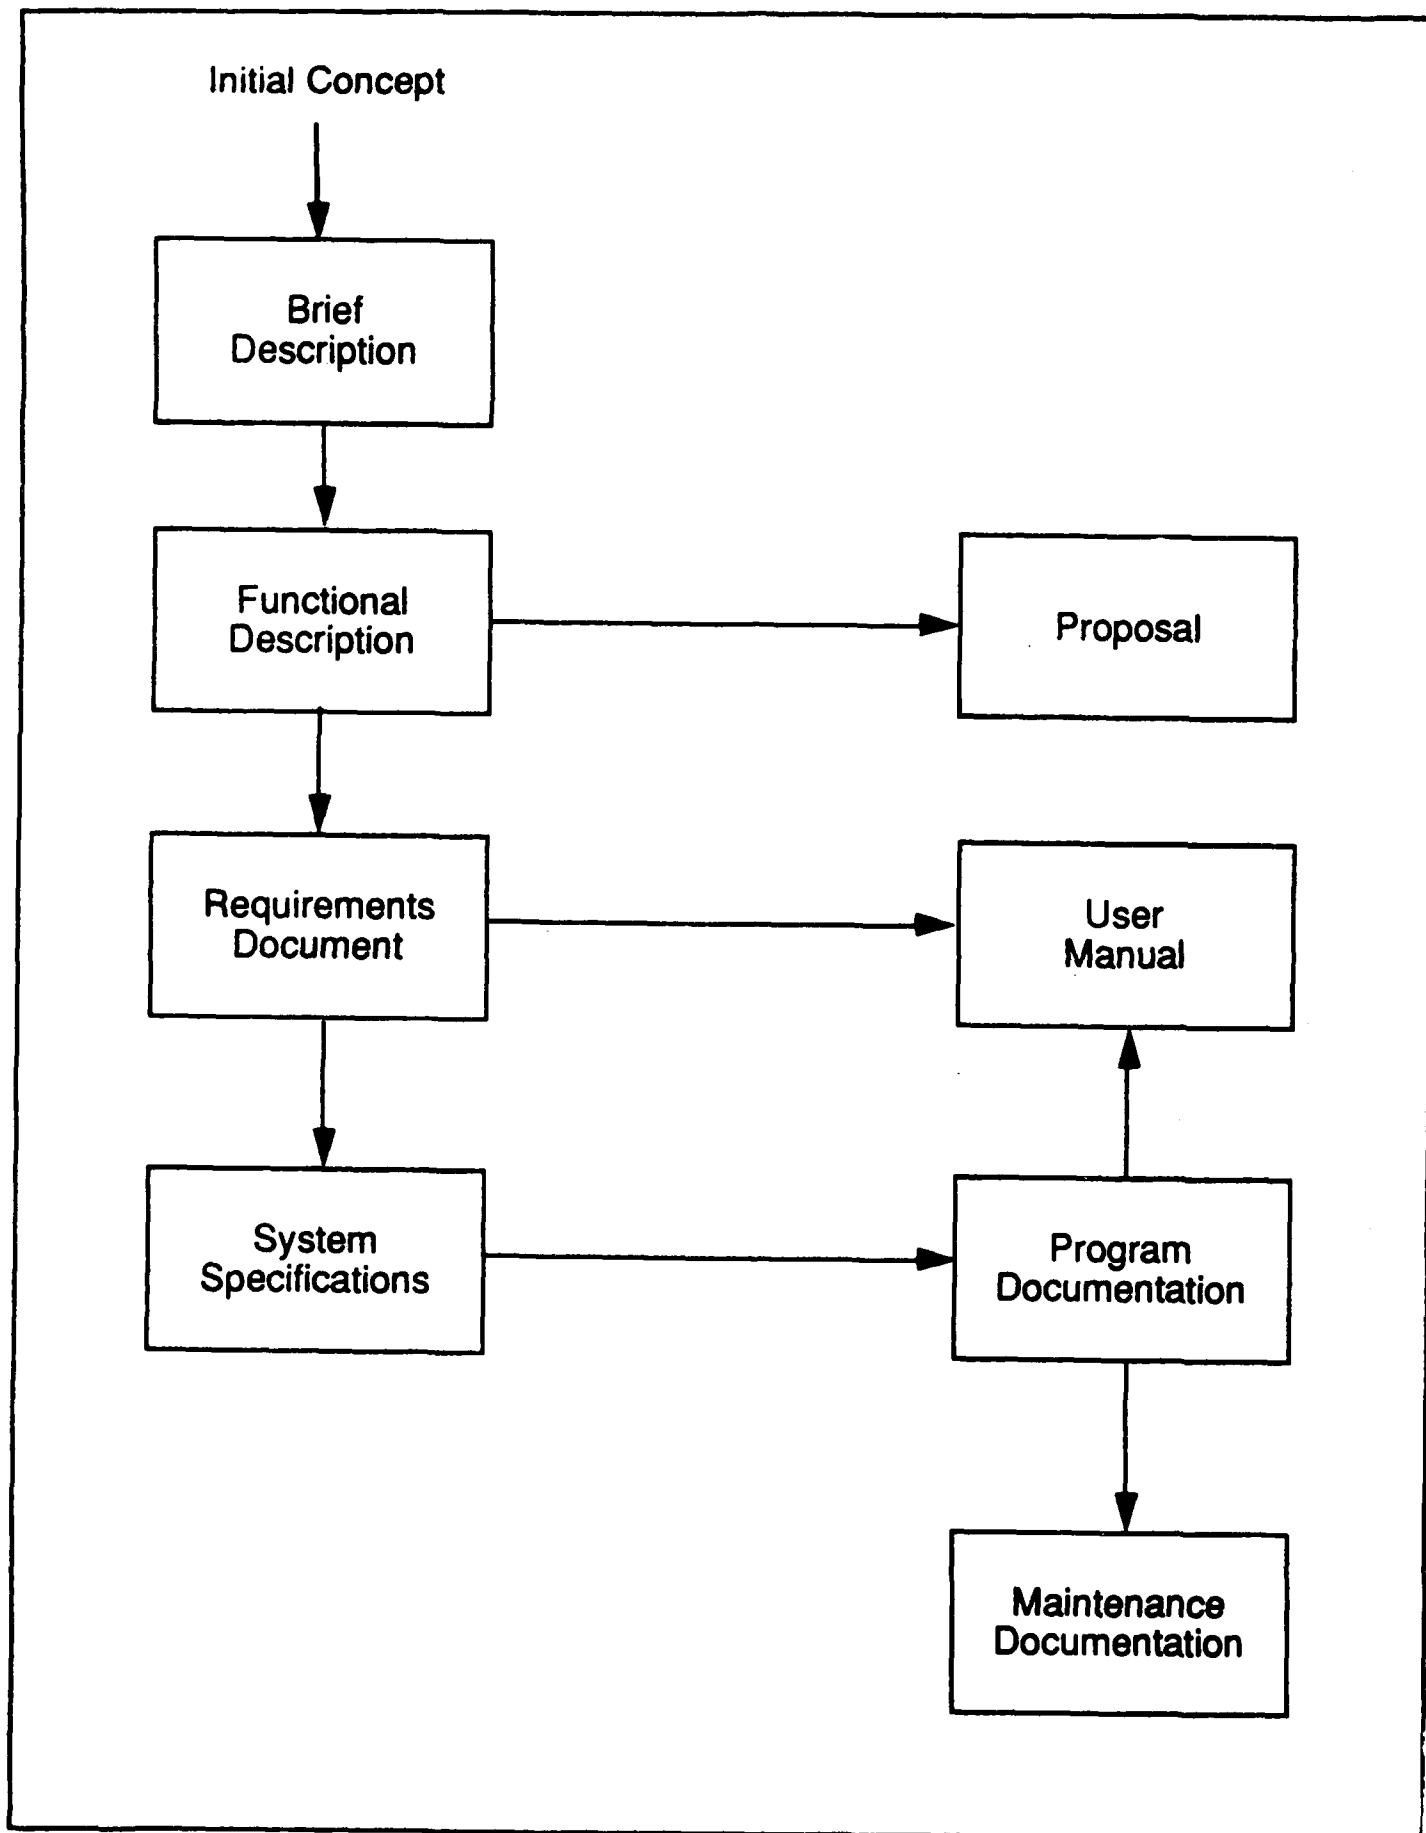 Initial Concept
Brief
Description
Functional
Description
Proposal
Requirements
Document
User
Manual
System
Specifications
Program
Documentation
Maintenance
Documentation